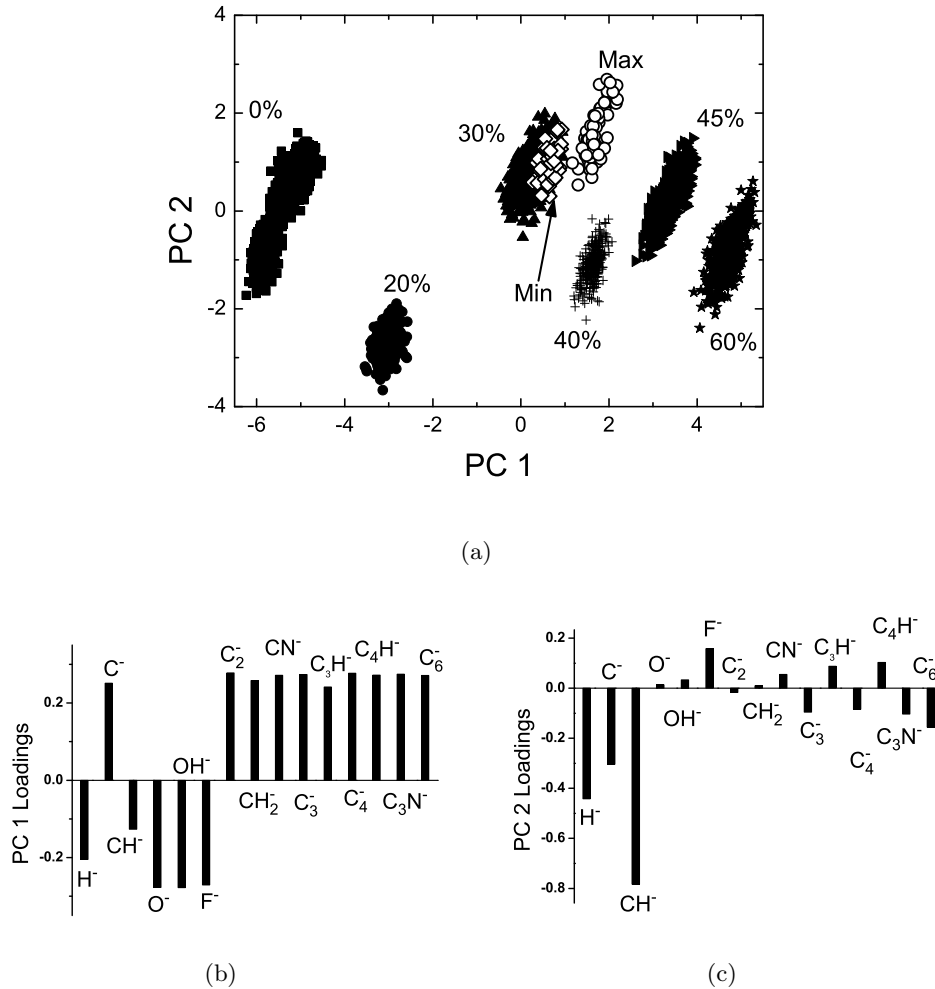 4
Max
0%
30%
45%
2
0
PC 2
20%
Min
-2
40%
60%
-4
-6
-4
-2
0
2
4
PC 1
(a)
C⁻
C₂⁻
CN⁻
C₃H⁻
C₄H⁻
C₆⁻
0.2
OH⁻
PC 1 Loadings
0.0
CH₂⁻
C₃⁻
C₄⁻
C₃N⁻
CH⁻
-0.2
H⁻
O⁻
F⁻
(b)
F⁻
C₄H⁻
0.2
C⁻
O⁻
C₂⁻
CN⁻
C₃H⁻
C₆⁻
0.0
OH⁻
CH₂⁻
C₃⁻
C₃N⁻
C₄⁻
-0.2
PC 2 Loadings
-0.4
H⁻
-0.6
-0.8
CH⁻
(c)